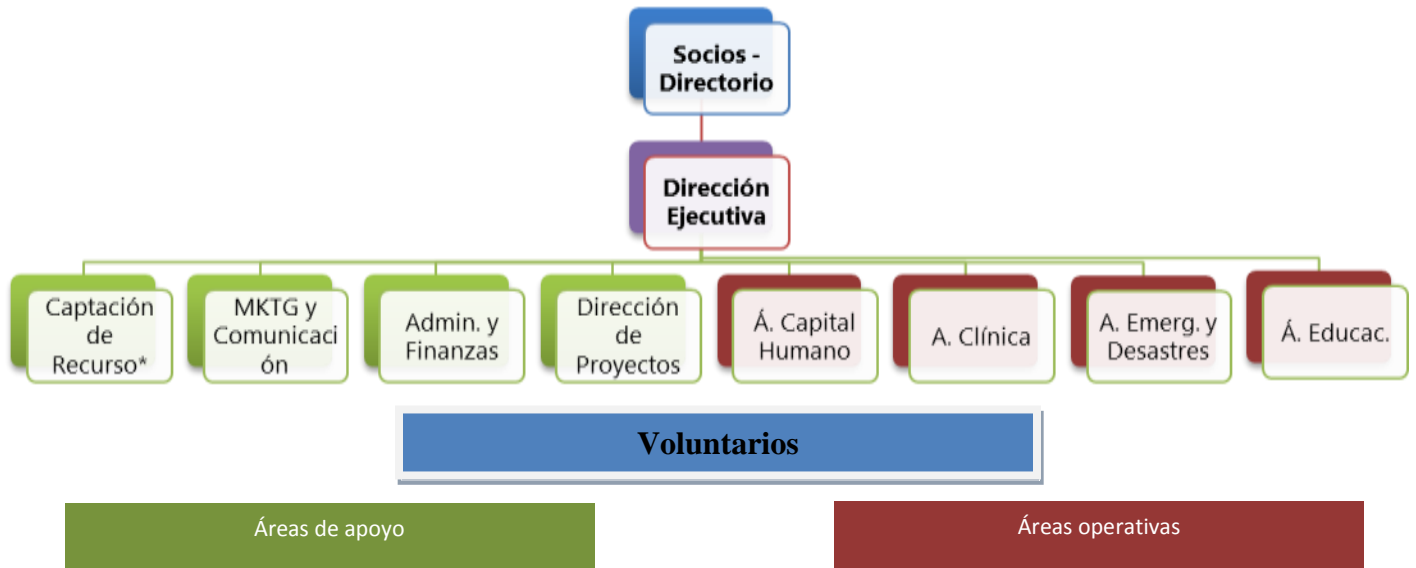 Socios -
Directorio
Dirección
Ejecutiva
Captación
de
Recurso*
MKTG y
Comunicaci
ón
Admin. y
Finanzas
Dirección
de
Proyectos
Á. Capital
Humano
A. Clínica
A. Emerg. y
Desastres
Á. Educac.
Voluntarios
Áreas de apoyo
Áreas operativas